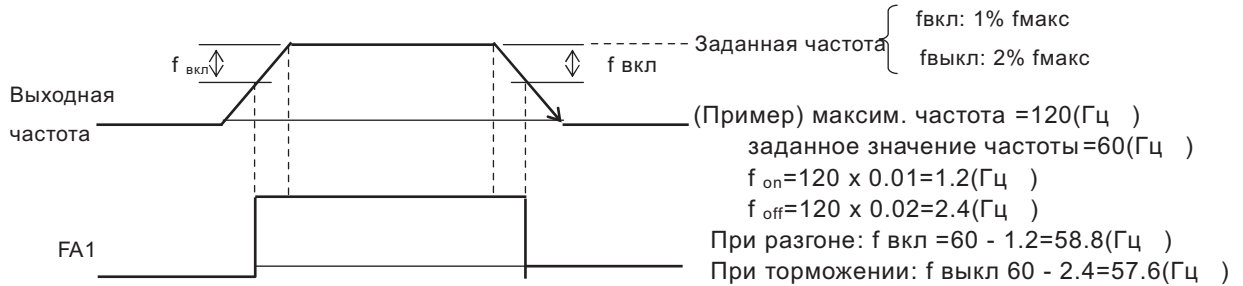 fвкл: 1% fмакс
Заданная частота
fвыкл: 2% fмакс
f вкл
f вкл
Выходная
частота
(Пример) максим. частота =120(Гц )
заданное значение частоты =60(Гц )
f on=120 x 0.01=1.2(Гц )
f off=120 x 0.02=2.4(Гц )
FA1
При разгоне: f вкл =60 - 1.2=58.8(Гц )
При торможении: f выкл 60 - 2.4=57.6(Гц )